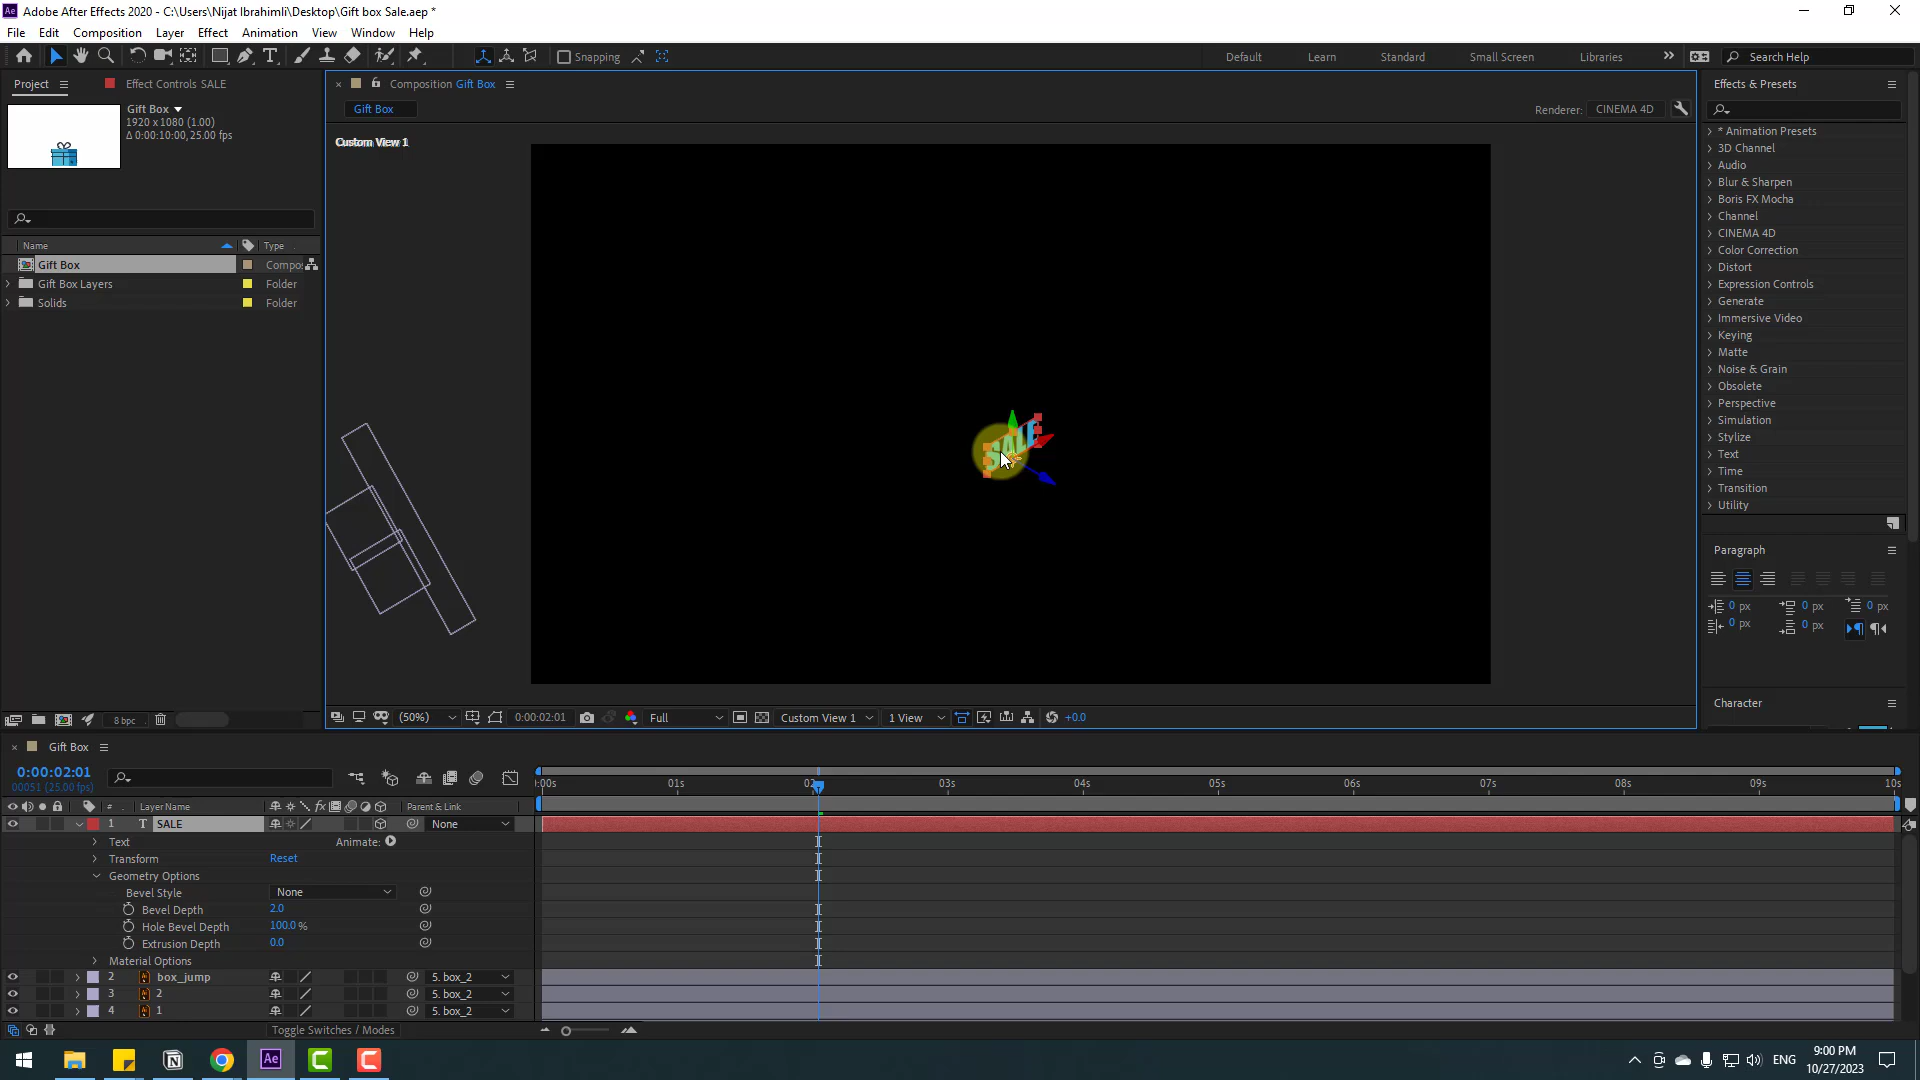 Adobe After Effects 2020 - C:\Users\Nijat Ibrahimli\Desktop\Gift box Sale.aep *
File Edit Composition Layer Effect Animation View Window Help
Snapping Default Learn Standard Small Screen Libraries Search Help
Project Effect Controls SALE
Composition Gift Box
Effects & Presets
Gift Box
Gift Box
1920 x 1080 (1.00)
Δ 0:00:10:00, 25.00 fps
Renderer: CINEMA 4D
Custom View 1
SALE
* Animation Presets
3D Channel
Audio
Blur & Sharpen
Boris FX Mocha
Channel
CINEMA 4D
Color Correction
Distort
Expression Controls
Generate
Immersive Video
Keying
Matte
Noise & Grain
Obsolete
Perspective
Simulation
Stylize
Text
Time
Transition
Utility
Name Type
Gift Box Compo
Gift Box Layers Folder
Solids Folder
Paragraph
0 px 0 px 0 px
0 px 0 px
Character
8 bpc
(50%) 0:00:02:01 Full Custom View 1 1 View +0.0
Gift Box
0:00:02:01
00051 (25.00 fps)
:00s 01s 02 03s 04s 05s 06s 07s 08s 09s 10s
# Layer Name fx Parent & Link
1 T SALE None
Text Animate:
Transform Reset
Geometry Options
Bevel Style None
Bevel Depth 2.0
Hole Bevel Depth 100.0 %
Extrusion Depth 0.0
Material Options
2 box_jump 5. box_2
3 2 5. box_2
4 1 5. box_2
Toggle Switches / Modes
Ae
ENG
9:00 PM
10/27/2023